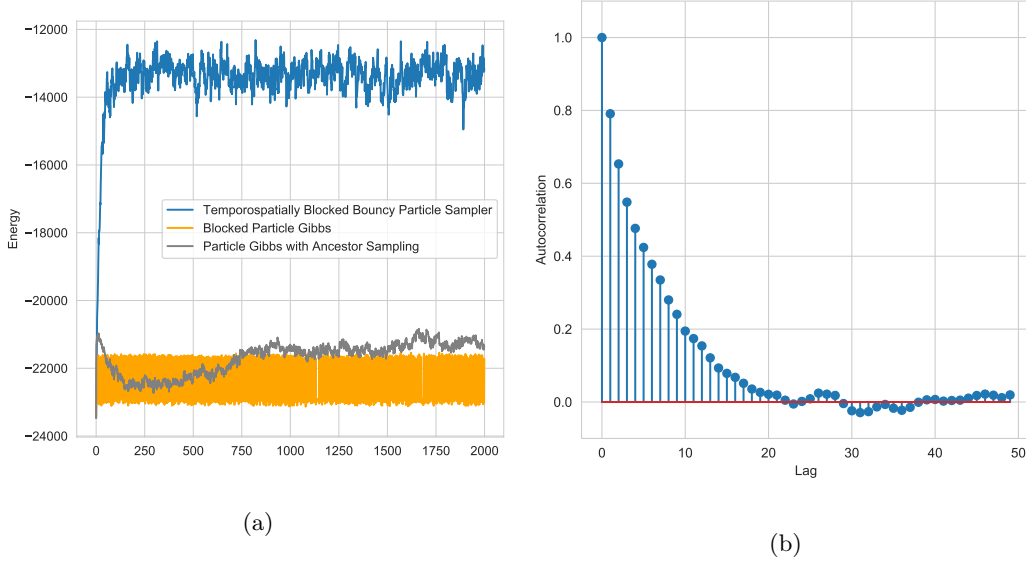 −12000
−14000
−16000
−18000
−20000
−22000
−24000
Energy
Temporospatially Blocked Bouncy Particle Sampler
Blocked Particle Gibbs
Particle Gibbs with Ancestor Sampling
0 250 500 750 1000 1250 1500 1750 2000
(a)
1.0
0.8
0.6
0.4
0.2
0.0
Autocorrelation
0 10 20 30 40 50
Lag
(b)